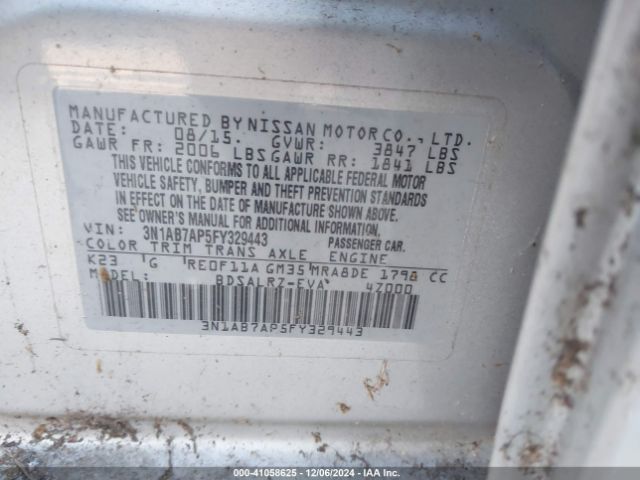 MANUFACTURED BY NISSAN MOTOR CO., LTD.
DATE: 08/15. GVWR: 3847 LBS
GAWR FR: 2006 LBS GAWR RR: 1841 LBS
THIS VEHICLE CONFORMS TO ALL APPLICABLE FEDERAL MOTOR
VEHICLE SAFETY, BUMPER AND THEFT PREVENTION STANDARDS
IN EFFECT ON THE DATE OF MANUFACTURE SHOWN ABOVE.
SEE OWNER'S MANUAL FOR ADDITIONAL INFORMATION.
VIN: 3N1AB7AP5FY329443 PASSENGER CAR.
COLOR TRIM TRANS AXLE ENGINE
K23 G RE0F11A GM35 MRA8DE 1798 CC
MODEL: BDSALRZ-EVA 47000
3N1AB7AP5FY329443
000-41058625 - 12/06/2024 - IAA Inc.